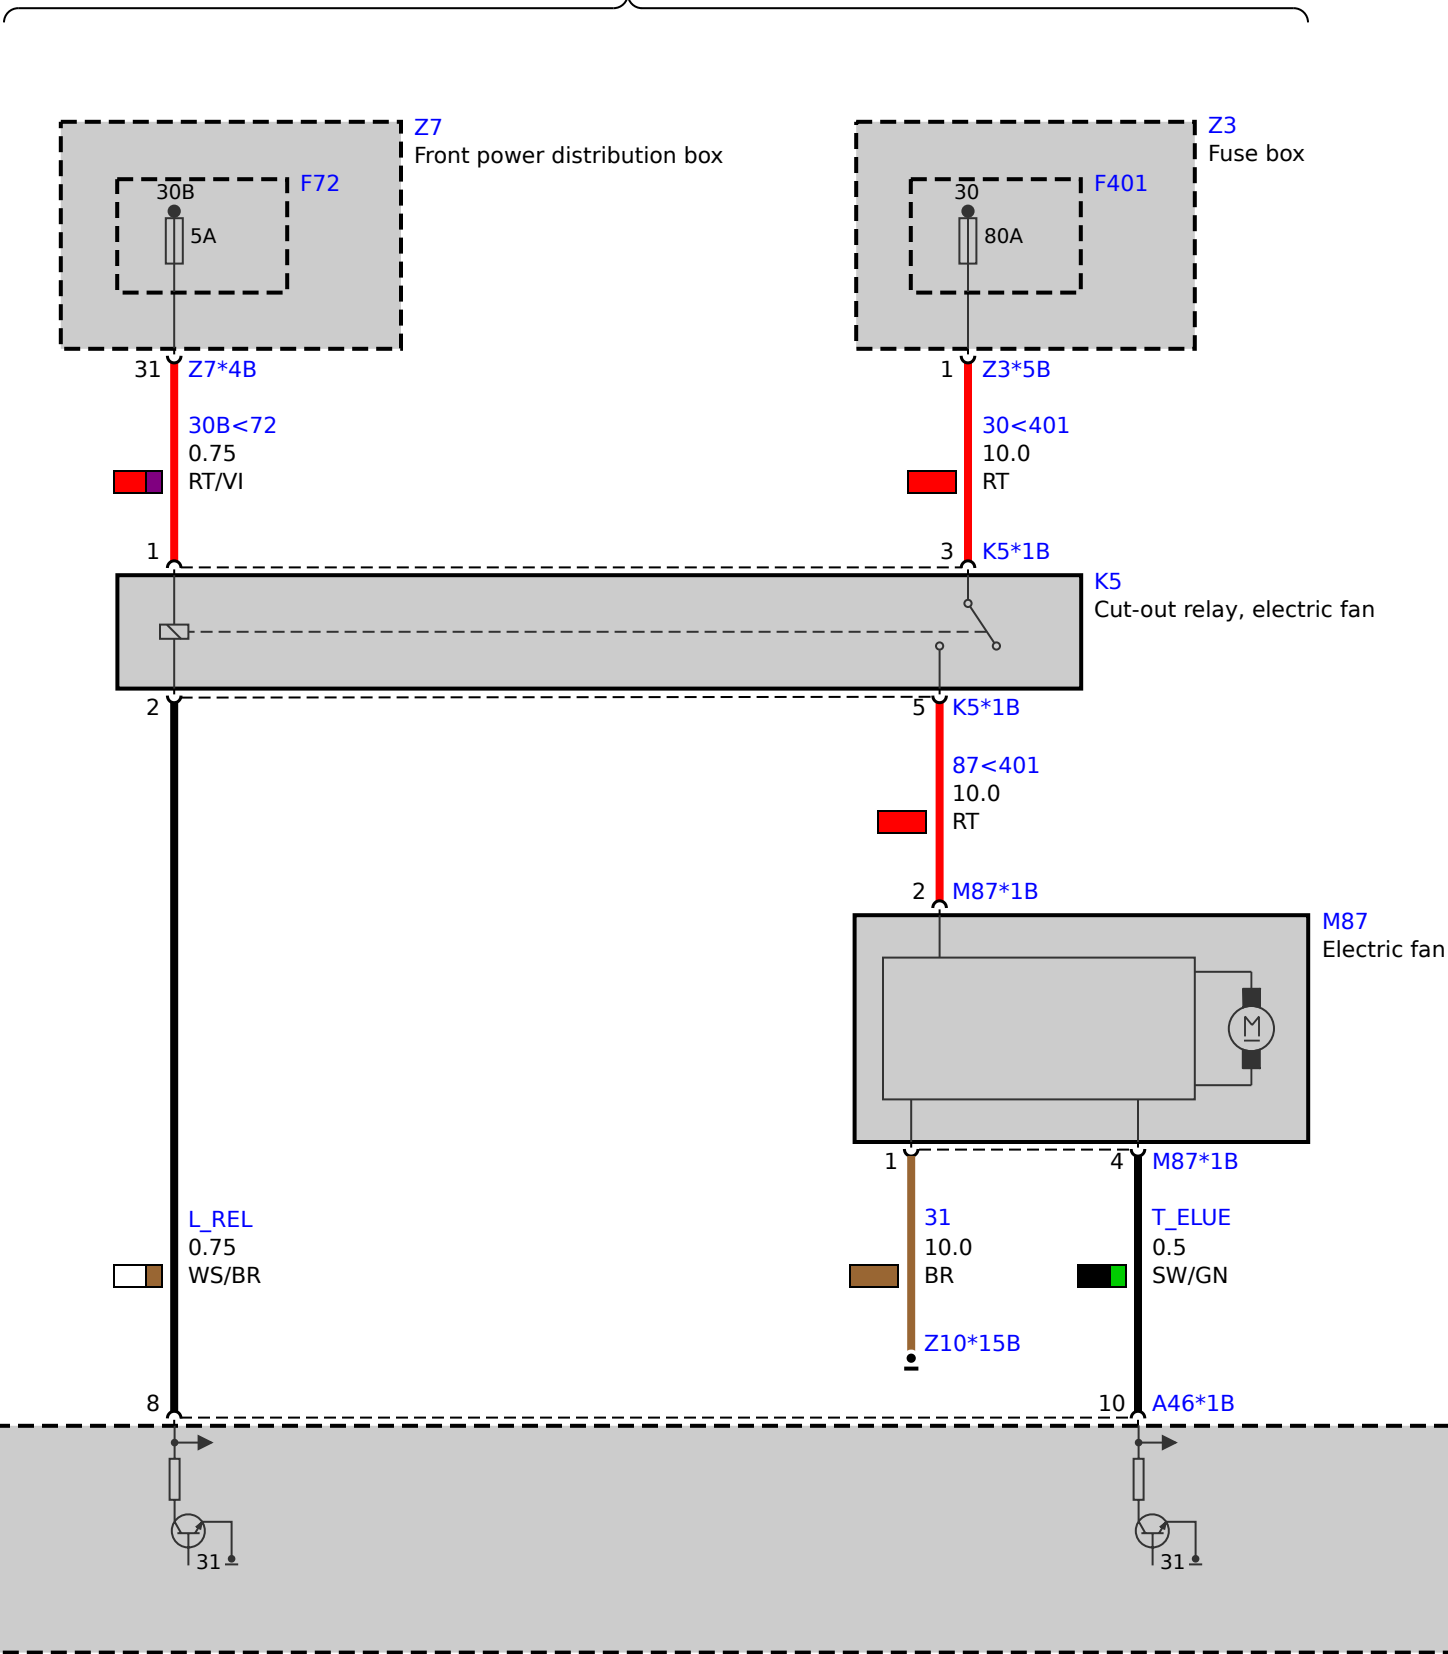 Z7
Front power distribution box
Z3
Fuse box
F72
30B
5A
F401
30
80A
31 Z7*4B
1 Z3*5B
30B<72
0.75
RT/VI
30<401
10.0
RT
1
3 K5*1B
K5
Cut-out relay, electric fan
2
5 K5*1B
87<401
10.0
RT
2 M87*1B
M87
Electric fan
M
1
4 M87*1B
L_REL
0.75
WS/BR
31
10.0
BR
T_ELUE
0.5
SW/GN
Z10*15B
8
10 A46*1B
31
31